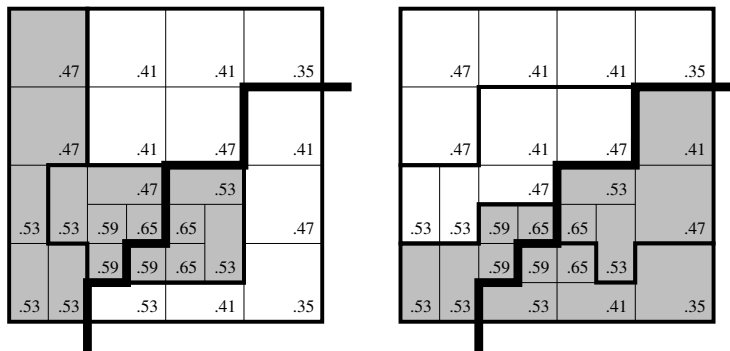 .47 .41 .41 .35 .47 .41 .41 .35
.47 .41 .47 .41 .47 .41 .47 .41
.47 .53 .47 .53
.53 .53 .59 .65 .65 .47 .53 .53 .59 .65 .65 .47
.59 .59 .65 .53 .59 .59 .65 .53
.53 .53 .53 .41 .35 .53 .53 .53 .41 .35